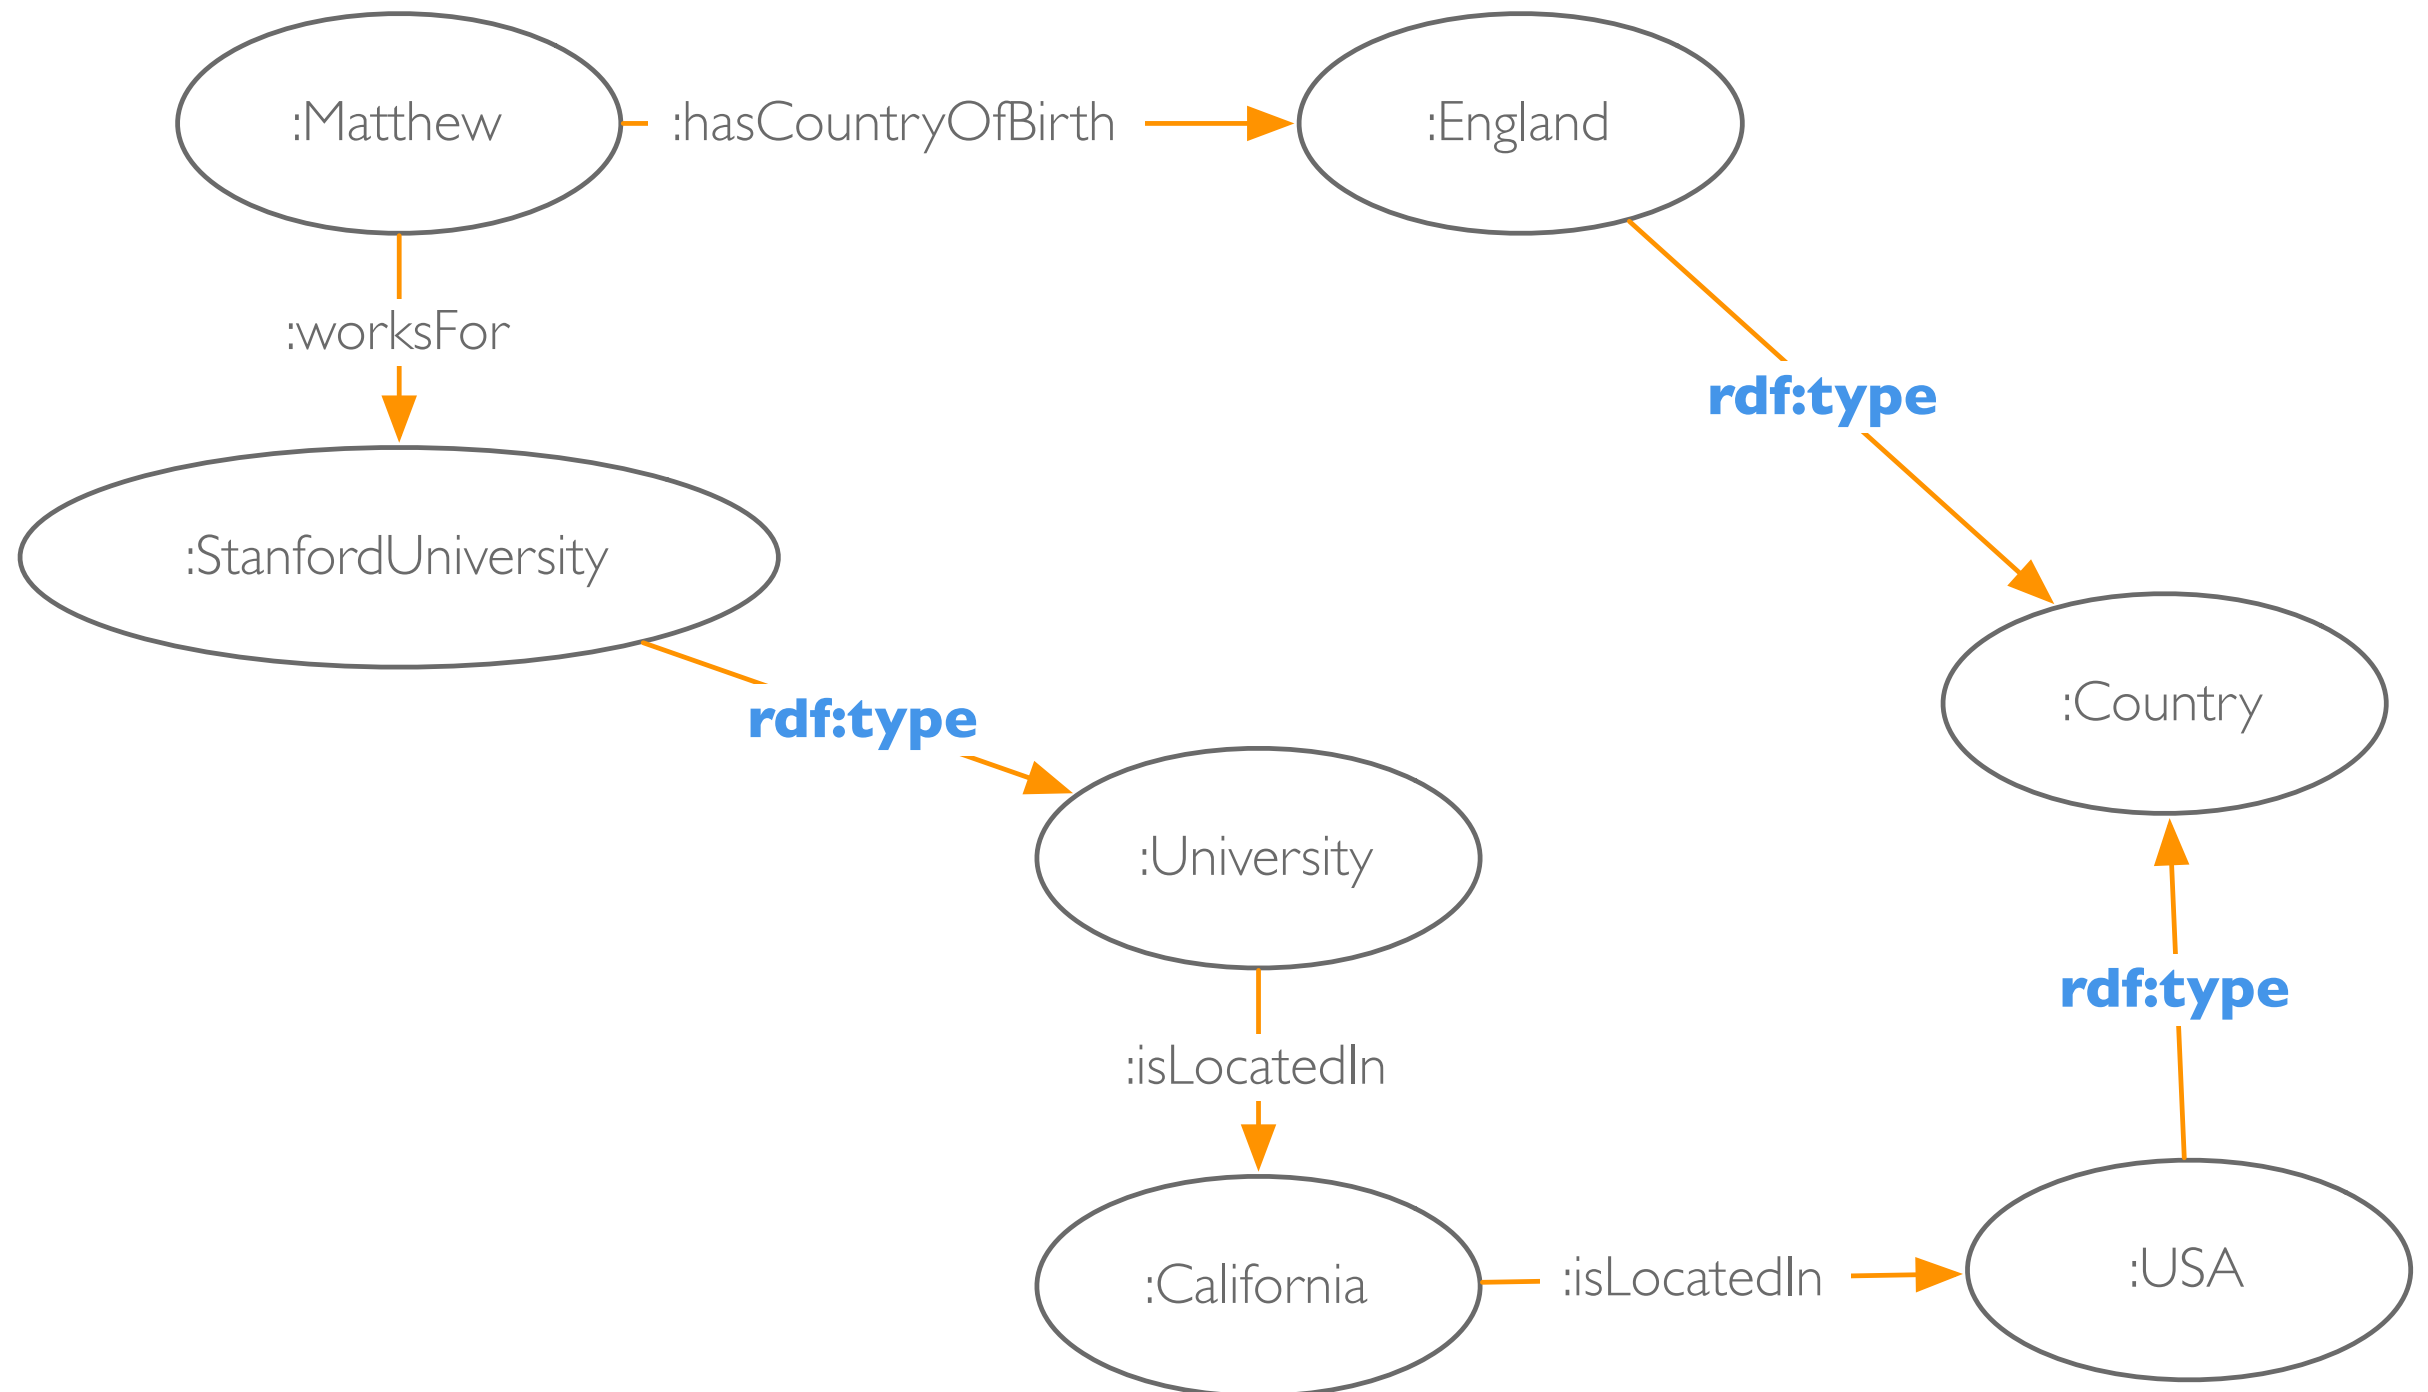 :Matthew
:hasCountryOfBirth
:England
:worksFor
rdf:type
:StanfordUniversity
:Country
rdf:type
:University
rdf:type
:isLocatedIn
:California
:isLocatedIn
:USA